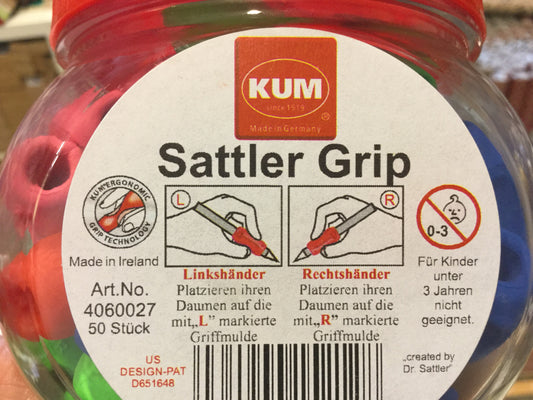 KUM
since 1519
®
Made in Germany
Sattler Grip
KUM ERGONOMIC
GRIP TECHNOLOGY
L
R
0-3
Made in Ireland
Art.No.
4060027
50 Stück
Linkshänder
Platzieren ihren
Daumen auf die
mit„L” markierte
Griffmulde
Rechtshänder
Platzieren ihren
Daumen auf die
mit„R” markierte
Griffmulde
Für Kinder
unter
3 Jahren
nicht
geeignet.
US
DESIGN-PAT
D651648
„created by
Dr. Sattler”